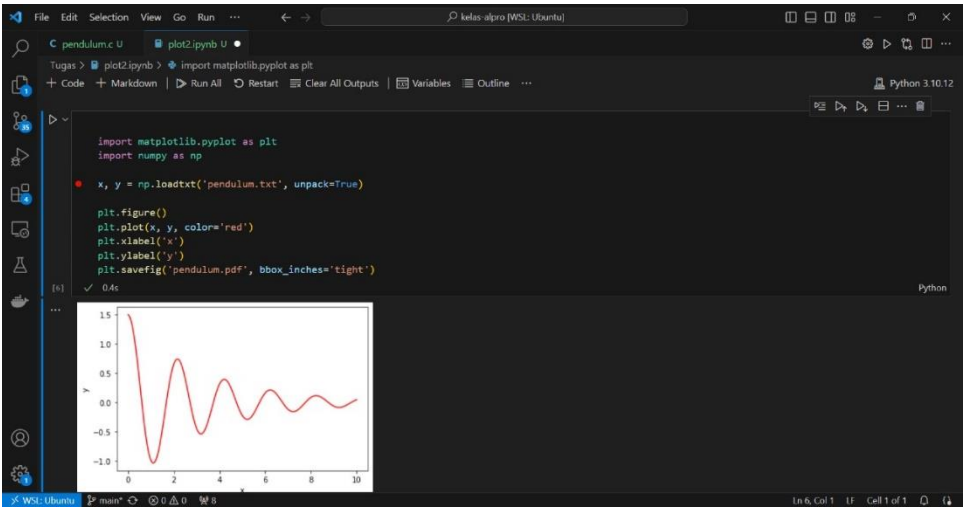 File Edit Selection View Go Run ··· ← → kelas-alpro [WSL: Ubuntu]
C pendulum.c U plot2.ipynb U ●
Tugas > plot2.ipynb > import matplotlib.pyplot as plt
+ Code + Markdown | Run All Restart Clear All Outputs | Variables Outline ··· Python 3.10.12
import matplotlib.pyplot as plt
import numpy as np
x, y = np.loadtxt('pendulum.txt', unpack=True)
plt.figure()
plt.plot(x, y, color='red')
plt.xlabel('x')
plt.ylabel('y')
plt.savefig('pendulum.pdf', bbox_inches='tight')
[6] ✓ 0.4s Python
1.5
1.0
0.5
y
0.0
−0.5
−1.0
0 2 4 6 8 10
x
35
4
1
WSL: Ubuntu main* 0 0 8 Ln 6, Col 1 LF Cell 1 of 1